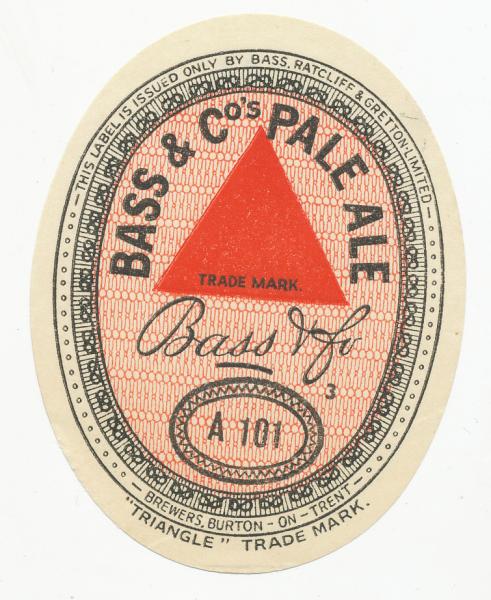 THIS LABEL IS ISSUED ONLY BY BASS, RATCLIFF & GRETTON·LIMITED
BASS & Co's PALE ALE
TRADE MARK.
Bass & Co
3
A 101
BREWERS, BURTON-ON-TRENT-
"TRIANGLE" TRADE MARK.